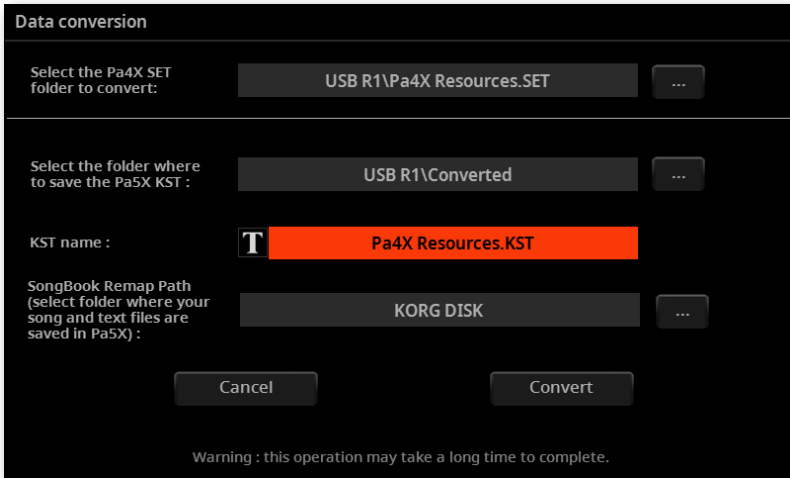 Data conversion
Select the Pa4X SET
folder to convert:
USB R1\Pa4X Resources.SET
...
Select the folder where
to save the Pa5X KST :
USB R1\Converted
...
KST name :
T
Pa4X Resources.KST
SongBook Remap Path
(select folder where your
song and text files are
saved in Pa5X) :
KORG DISK
...
Cancel
Convert
Warning : this operation may take a long time to complete.